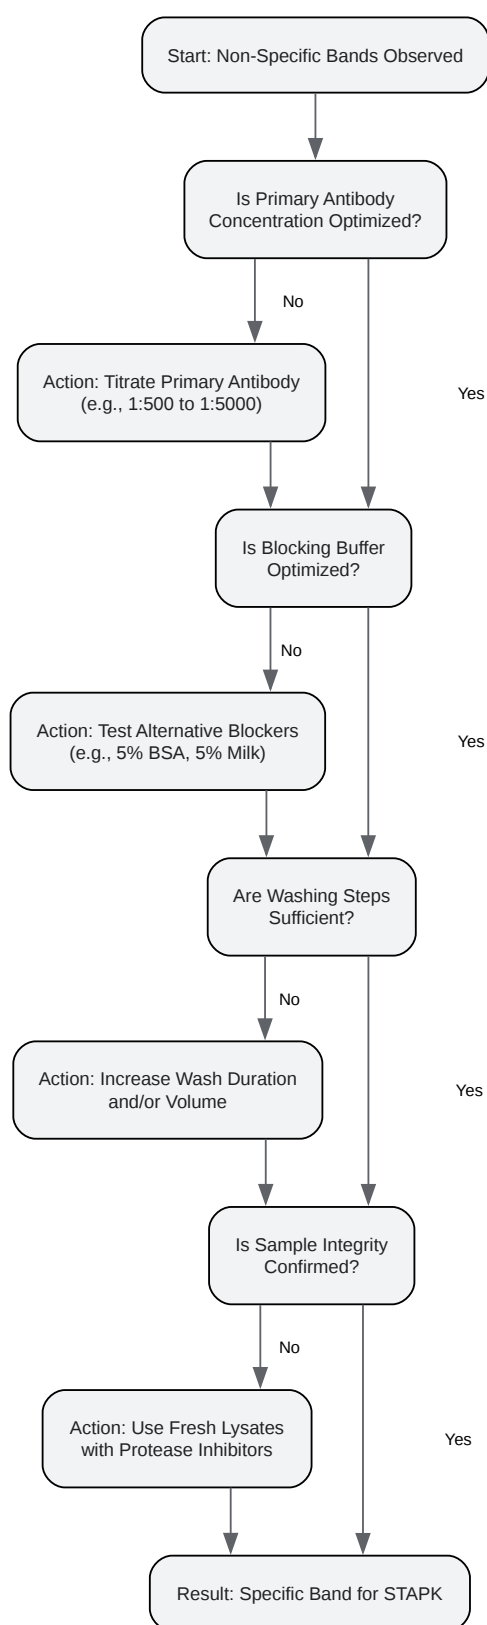 Start: Non-Specific Bands Observed
Is Primary Antibody
Concentration Optimized?
No
Action: Titrate Primary Antibody
(e.g., 1:500 to 1:5000)
Yes
Is Blocking Buffer
Optimized?
No
Action: Test Alternative Blockers
(e.g., 5% BSA, 5% Milk)
Yes
Are Washing Steps
Sufficient?
No
Action: Increase Wash Duration
and/or Volume
Yes
Is Sample Integrity
Confirmed?
No
Action: Use Fresh Lysates
with Protease Inhibitors
Yes
Result: Specific Band for STAPK